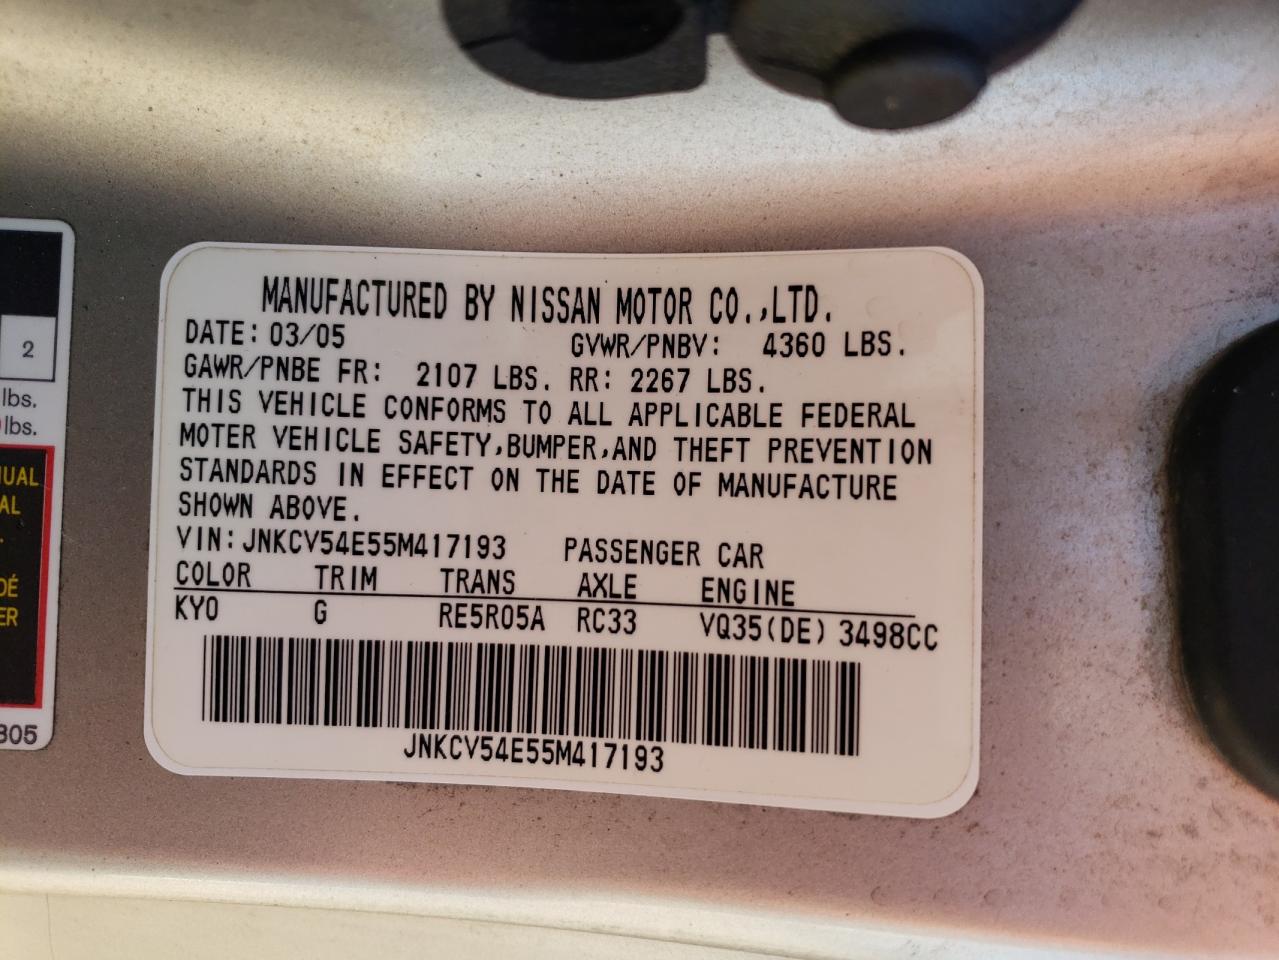 MANUFACTURED BY NISSAN MOTOR CO.,LTD.
DATE: 03/05 GVWR/PNBV: 4360 LBS.
GAWR/PNBE FR: 2107 LBS. RR: 2267 LBS.
THIS VEHICLE CONFORMS TO ALL APPLICABLE FEDERAL
MOTER VEHICLE SAFETY,BUMPER,AND THEFT PREVENTION
STANDARDS IN EFFECT ON THE DATE OF MANUFACTURE
SHOWN ABOVE.
VIN: JNKCV54E55M417193 PASSENGER CAR
COLOR TRIM TRANS AXLE ENGINE
KY0 G RE5R05A RC33 VQ35(DE) 3498CC
JNKCV54E55M417193
2
lbs.
lbs.